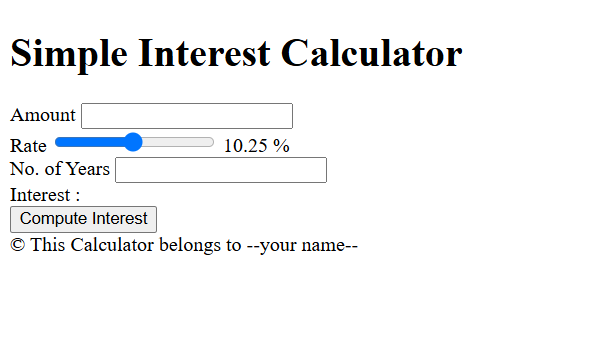 Simple Interest Calculator
Amount
Rate 10.25 %
No. of Years
Interest :
Compute Interest
© This Calculator belongs to --your name--